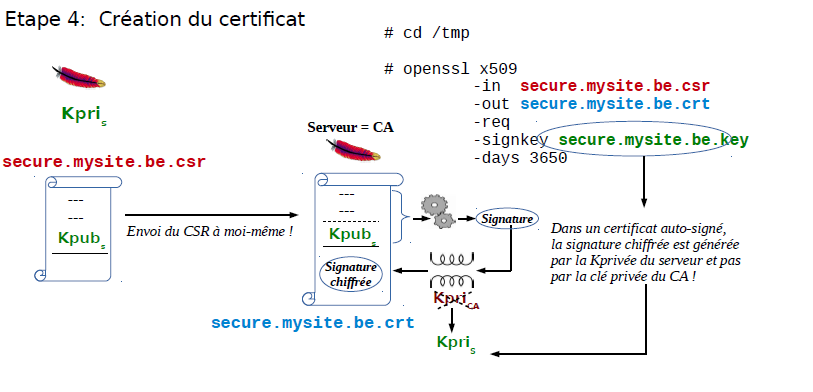 Etape 4: Création du certificat
# cd /tmp
# openssl x509
-in secure.mysite.be.csr
-out secure.mysite.be.crt
-req
-signkey secure.mysite.be.key
-days 3650
Kpri s
Serveur = CA
secure.mysite.be.csr
---
---
Kpub s
Envoi du CSR à moi-même !
---
---
Kpub s
Signature
chiffrée
Signature
Dans un certificat auto-signé,
la signature chiffrée est générée
par la Kprivée du serveur et pas
par la clé privée du CA !
Kpri CA
secure.mysite.be.crt
Kpri s